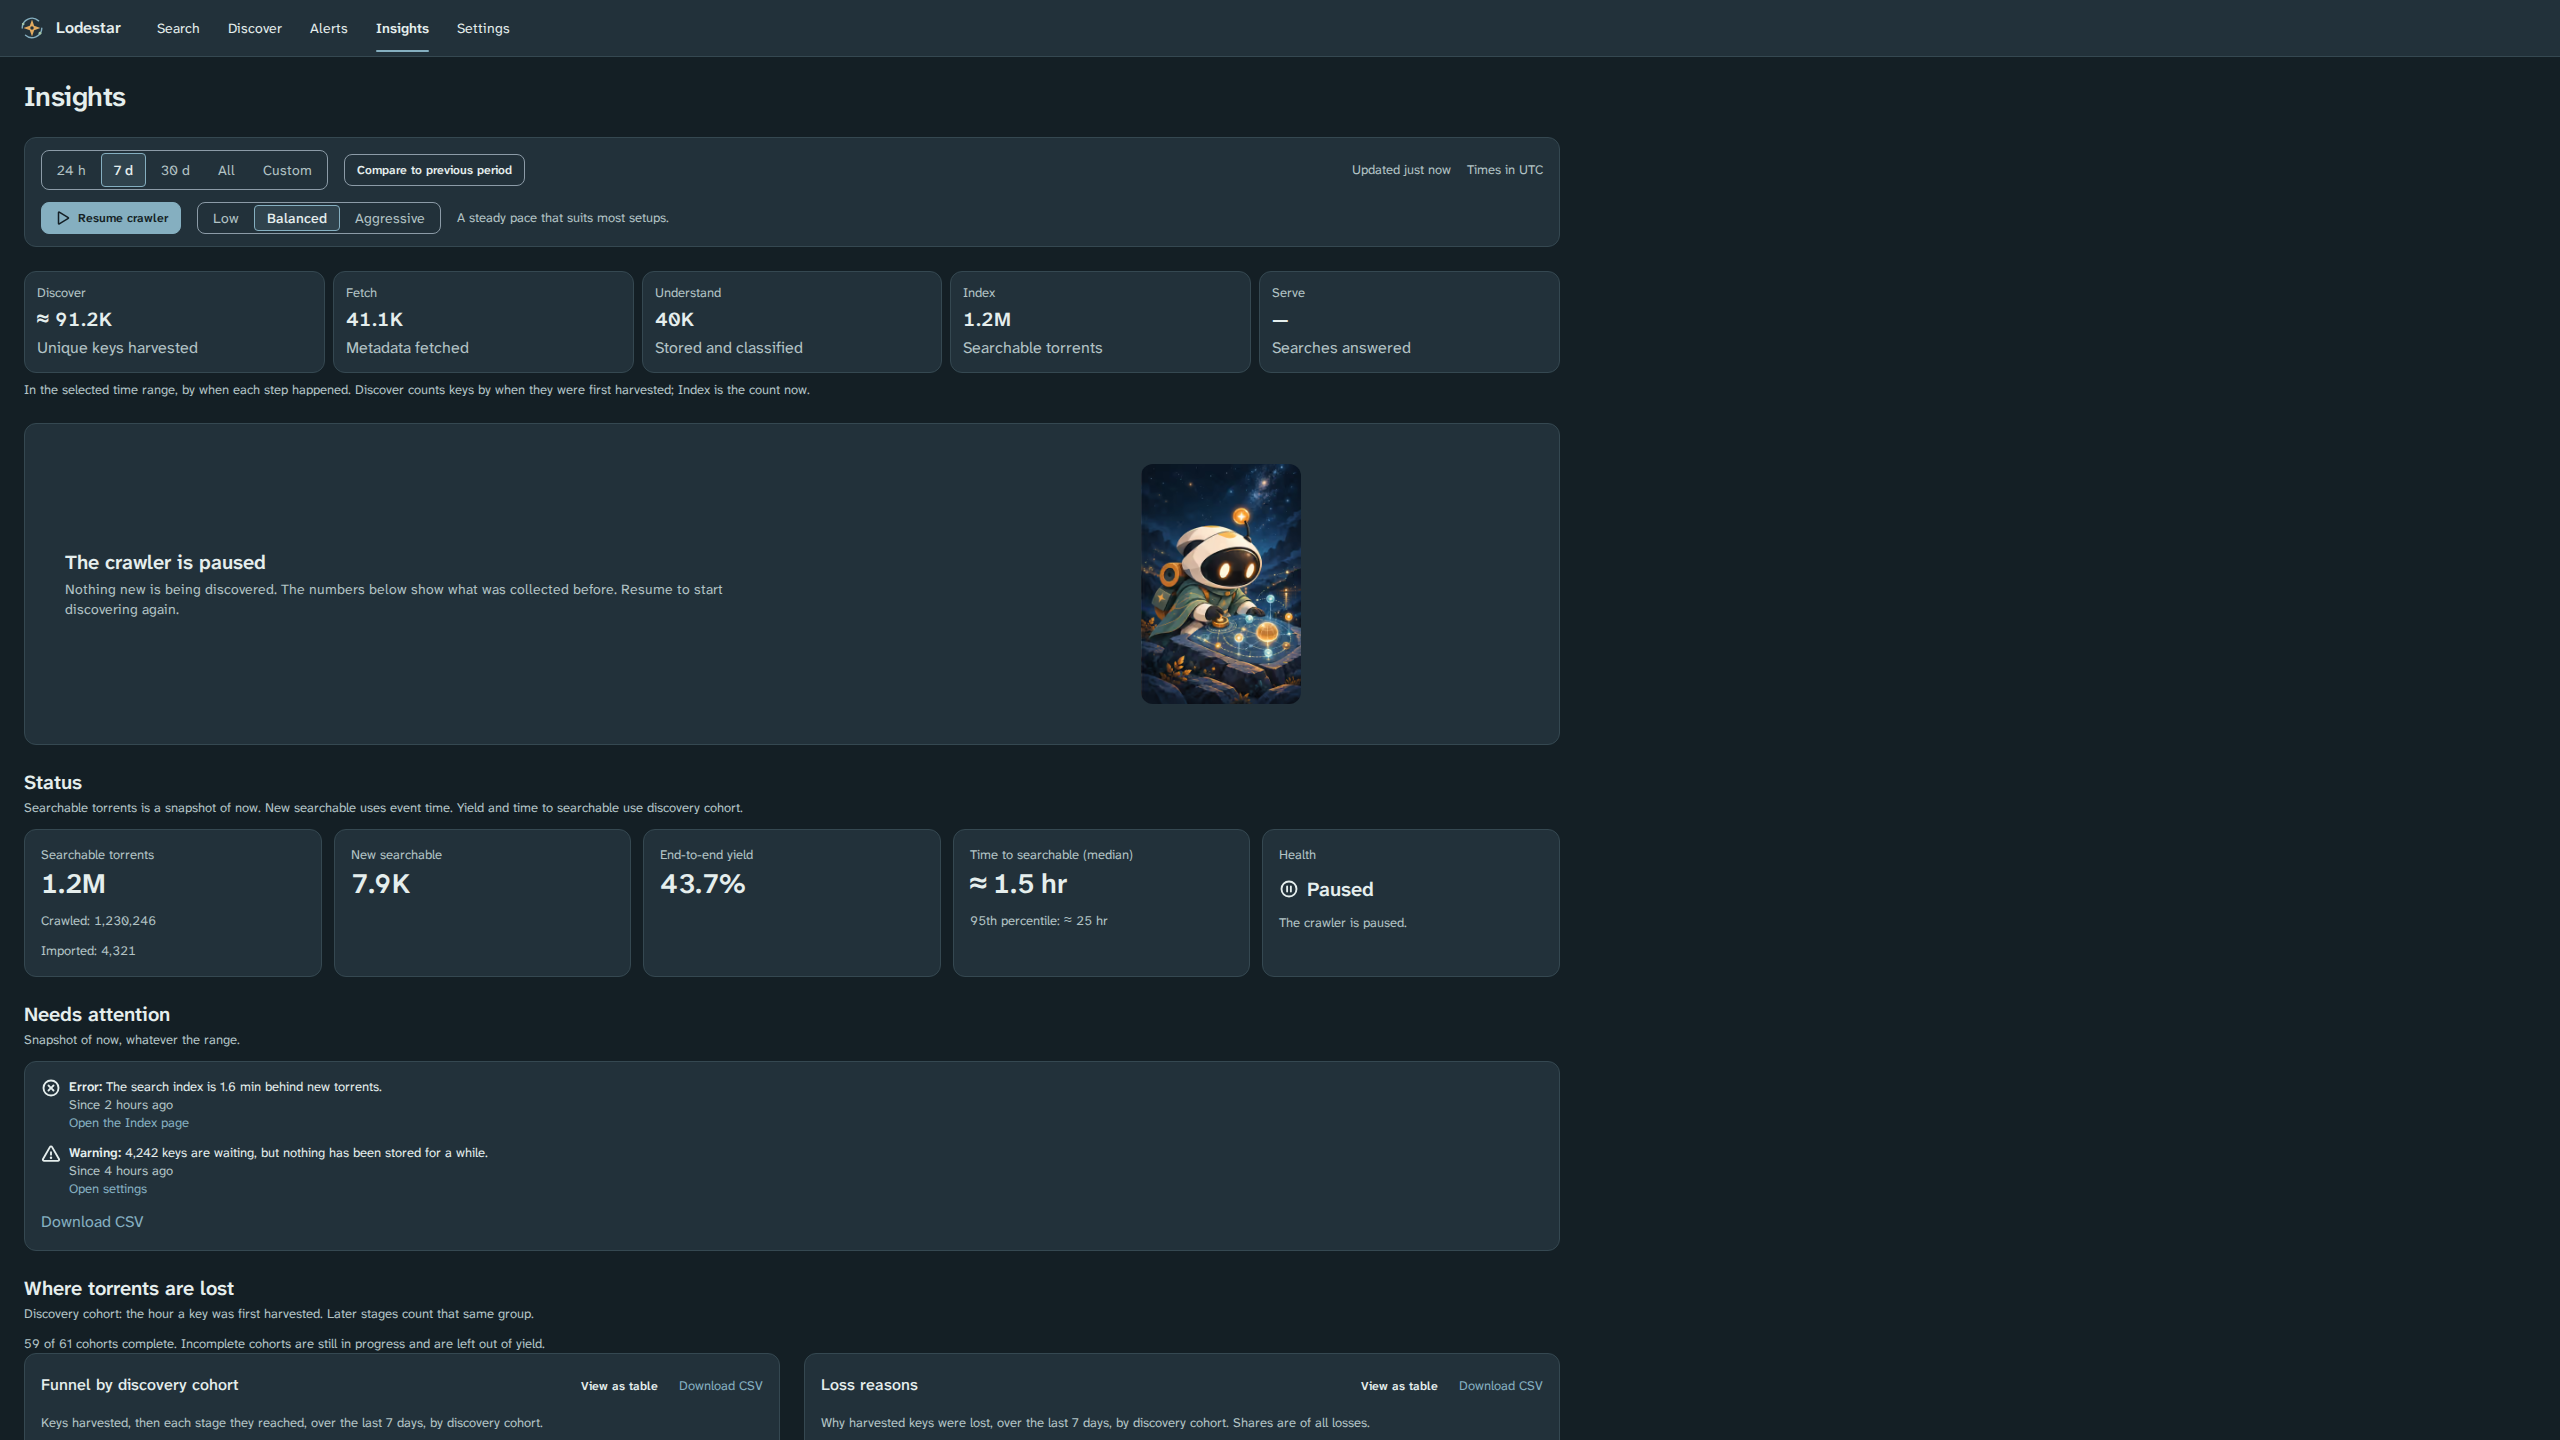 Lodestar
Search
Discover
Alerts
Insights
Settings
Insights
24 h
7 d
30 d
All
Custom
Compare to previous period
Updated just now
Times in UTC
Resume crawler
Low
Balanced
Aggressive
A steady pace that suits most setups.
Discover
≈ 91.2K
Unique keys harvested
Fetch
41.1K
Metadata fetched
Understand
40K
Stored and classified
Index
1.2M
Searchable torrents
Serve
—
Searches answered
In the selected time range, by when each step happened. Discover counts keys by when they were first harvested; Index is the count now.
The crawler is paused
Nothing new is being discovered. The numbers below show what was collected before. Resume to start
discovering again.
Status
Searchable torrents is a snapshot of now. New searchable uses event time. Yield and time to searchable use discovery cohort.
Searchable torrents
1.2M
Crawled: 1,230,246
Imported: 4,321
New searchable
7.9K
End-to-end yield
43.7%
Time to searchable (median)
≈ 1.5 hr
95th percentile: ≈ 25 hr
Health
Paused
The crawler is paused.
Needs attention
Snapshot of now, whatever the range.
Error: The search index is 1.6 min behind new torrents.
Since 2 hours ago
Open the Index page
Warning: 4,242 keys are waiting, but nothing has been stored for a while.
Since 4 hours ago
Open settings
Download CSV
Where torrents are lost
Discovery cohort: the hour a key was first harvested. Later stages count that same group.
59 of 61 cohorts complete. Incomplete cohorts are still in progress and are left out of yield.
Funnel by discovery cohort
View as table
Download CSV
Keys harvested, then each stage they reached, over the last 7 days, by discovery cohort.
Loss reasons
View as table
Download CSV
Why harvested keys were lost, over the last 7 days, by discovery cohort. Shares are of all losses.